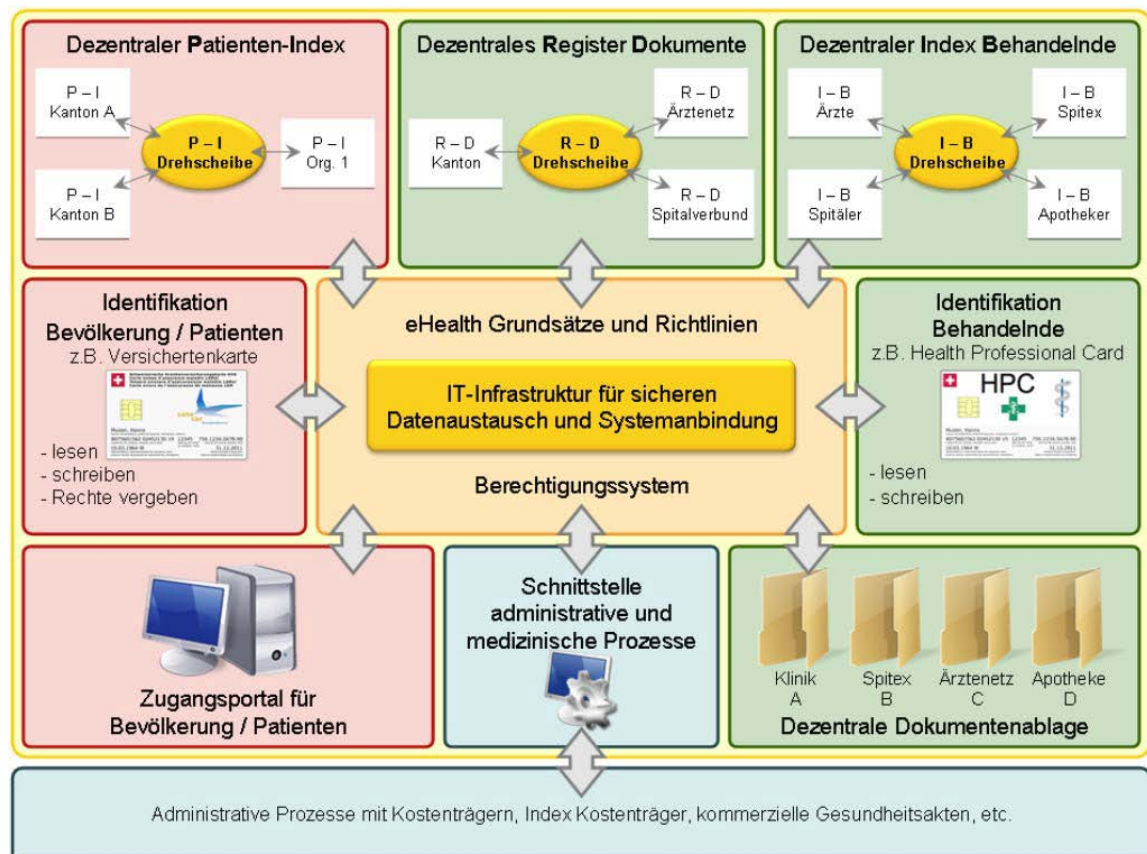 Dezentraler Patienten-Index
P – I
Kanton A
P – I
Drehscheibe
P – I
Org. 1
P – I
Kanton B
Dezentrales Register Dokumente
R – D
Ärztenetz
R – D
Kanton
R – D
Drehscheibe
R – D
Spitalverbund
Dezentraler Index Behandelnde
I – B
Ärzte
I – B
Spitex
I – B
Drehscheibe
I – B
Spitäler
I – B
Apotheker
Identifikation
Bevölkerung / Patienten
z.B. Versichertenkarte
- lesen
- schreiben
- Rechte vergeben
eHealth Grundsätze und Richtlinien
IT-Infrastruktur für sicheren
Datenaustausch und Systemanbindung
Berechtigungssystem
Identifikation
Behandelnde
z.B. Health Professional Card
HPC
- lesen
- schreiben
Zugangsportal für
Bevölkerung / Patienten
Schnittstelle
administrative und
medizinische Prozesse
Klinik
A
Spitex
B
Ärztenetz
C
Apotheke
D
Dezentrale Dokumentenablage
Administrative Prozesse mit Kostenträgern, Index Kostenträger, kommerzielle Gesundheitsakten, etc.